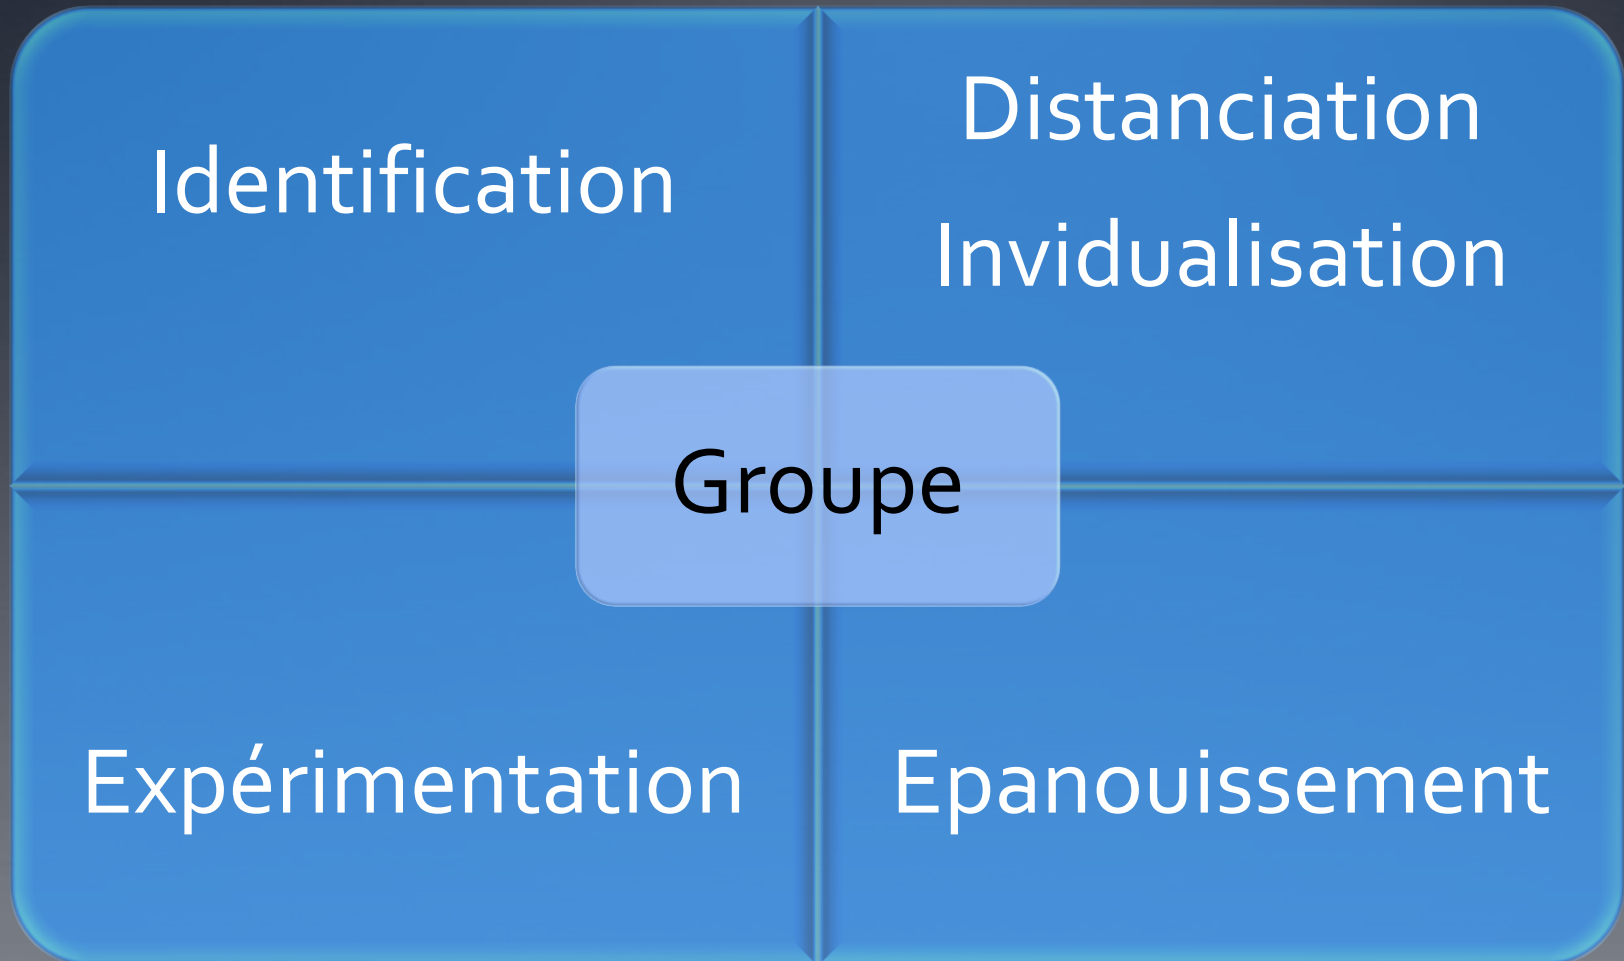 Identification
Distanciation
Invidualisation
Groupe
Expérimentation
Epanouissement